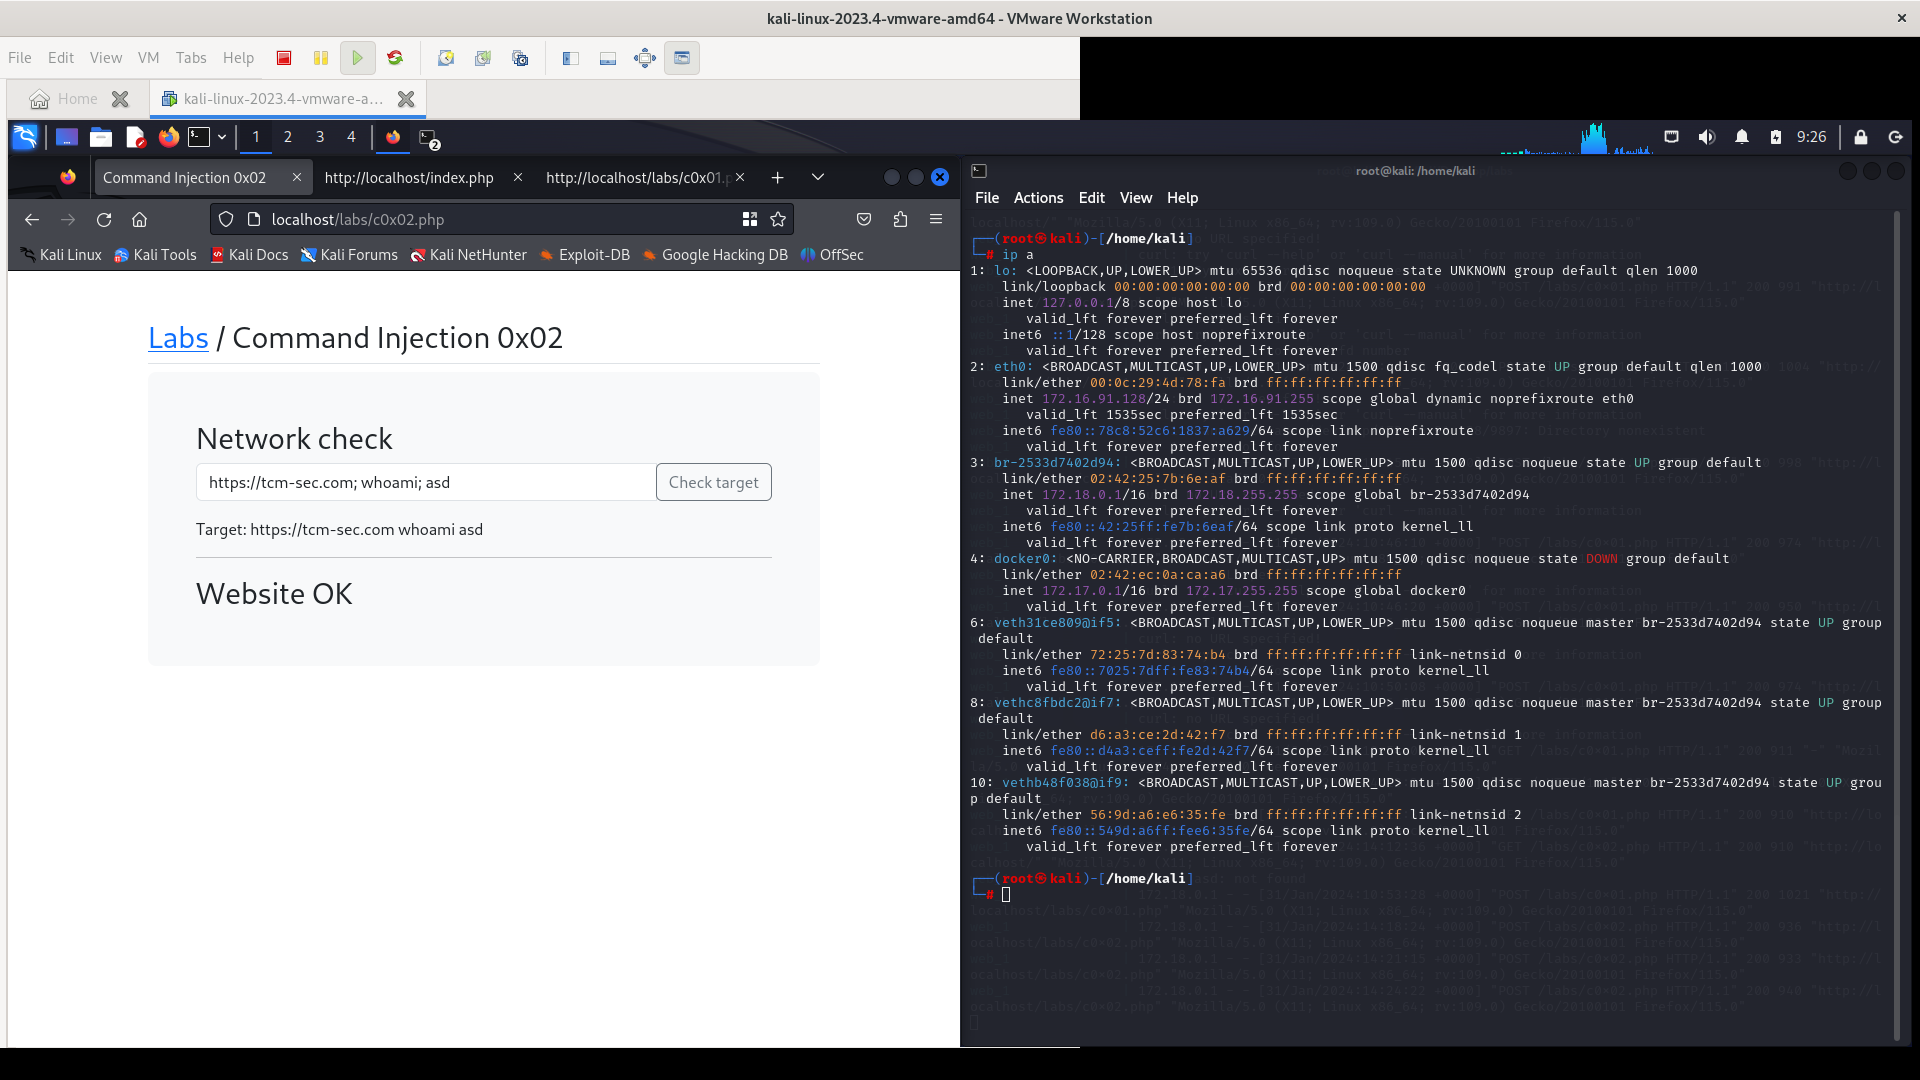 kali-linux-2023.4-vmware-amd64 - VMware Workstation
File Edit View VM Tabs Help
Home kali-linux-2023.4-vmware-a...
1 2 3 4 2 9:26
Command Injection 0x02 http://localhost/index.php http://localhost/labs/c0x01.p
localhost/labs/c0x02.php
Kali Linux Kali Tools Kali Docs Kali Forums Kali NetHunter Exploit-DB Google Hacking DB OffSec
Labs / Command Injection 0x02
Network check
https://tcm-sec.com; whoami; asd Check target
Target: https://tcm-sec.com whoami asd
Website OK
root@kali: /home/kali
File Actions Edit View Help
┌──(root㉿kali)-[/home/kali]
└─# ip a
1: lo: <LOOPBACK,UP,LOWER_UP> mtu 65536 qdisc noqueue state UNKNOWN group default qlen 1000
link/loopback 00:00:00:00:00:00 brd 00:00:00:00:00:00
inet 127.0.0.1/8 scope host lo
valid_lft forever preferred_lft forever
inet6 ::1/128 scope host noprefixroute
valid_lft forever preferred_lft forever
2: eth0: <BROADCAST,MULTICAST,UP,LOWER_UP> mtu 1500 qdisc fq_codel state UP group default qlen 1000
link/ether 00:0c:29:4d:78:fa brd ff:ff:ff:ff:ff:ff
inet 172.16.91.128/24 brd 172.16.91.255 scope global dynamic noprefixroute eth0
valid_lft 1535sec preferred_lft 1535sec
inet6 fe80::78c8:52c6:1837:a629/64 scope link noprefixroute
valid_lft forever preferred_lft forever
3: br-2533d7402d94: <BROADCAST,MULTICAST,UP,LOWER_UP> mtu 1500 qdisc noqueue state UP group default
link/ether 02:42:25:7b:6e:af brd ff:ff:ff:ff:ff:ff
inet 172.18.0.1/16 brd 172.18.255.255 scope global br-2533d7402d94
valid_lft forever preferred_lft forever
inet6 fe80::42:25ff:fe7b:6eaf/64 scope link proto kernel_ll
valid_lft forever preferred_lft forever
4: docker0: <NO-CARRIER,BROADCAST,MULTICAST,UP> mtu 1500 qdisc noqueue state DOWN group default
link/ether 02:42:ec:0a:ca:a6 brd ff:ff:ff:ff:ff:ff
inet 172.17.0.1/16 brd 172.17.255.255 scope global docker0
valid_lft forever preferred_lft forever
6: veth31ce809@if5: <BROADCAST,MULTICAST,UP,LOWER_UP> mtu 1500 qdisc noqueue master br-2533d7402d94 state UP group
default
link/ether 72:25:7d:83:74:b4 brd ff:ff:ff:ff:ff:ff link-netnsid 0
inet6 fe80::7025:7dff:fe83:74b4/64 scope link proto kernel_ll
valid_lft forever preferred_lft forever
8: vethc8fbdc2@if7: <BROADCAST,MULTICAST,UP,LOWER_UP> mtu 1500 qdisc noqueue master br-2533d7402d94 state UP group
default
link/ether d6:a3:ce:2d:42:f7 brd ff:ff:ff:ff:ff:ff link-netnsid 1
inet6 fe80::d4a3:ceff:fe2d:42f7/64 scope link proto kernel_ll
valid_lft forever preferred_lft forever
10: vethb48f038@if9: <BROADCAST,MULTICAST,UP,LOWER_UP> mtu 1500 qdisc noqueue master br-2533d7402d94 state UP grou
p default
link/ether 56:9d:a6:e6:35:fe brd ff:ff:ff:ff:ff:ff link-netnsid 2
inet6 fe80::549d:a6ff:fee6:35fe/64 scope link proto kernel_ll
valid_lft forever preferred_lft forever
┌──(root㉿kali)-[/home/kali]
└─#